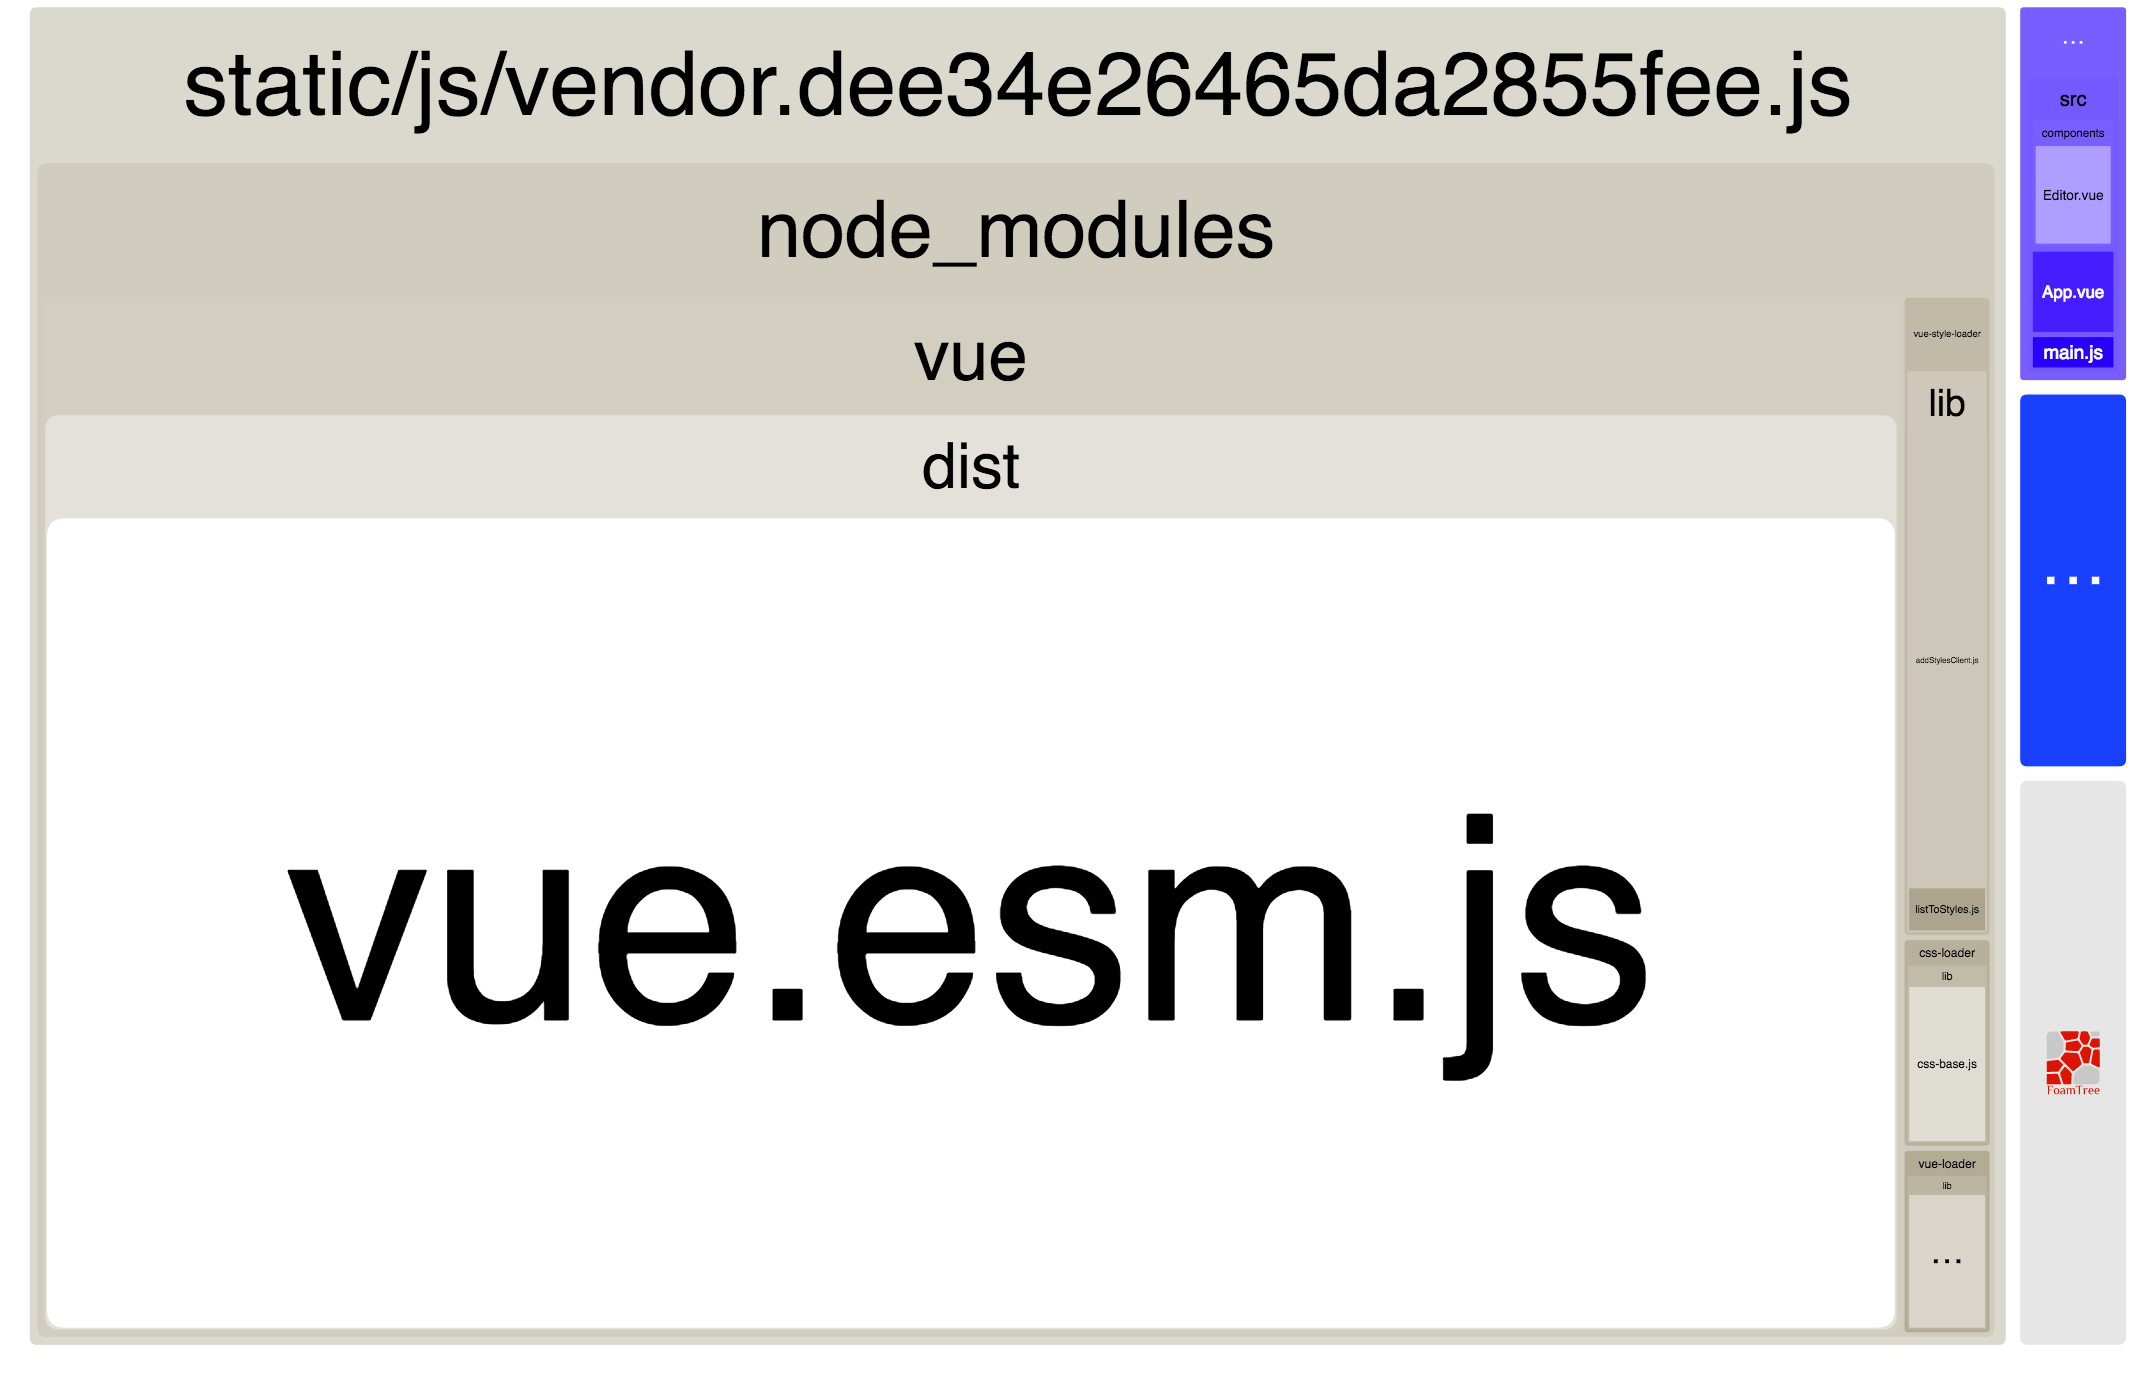 static/js/vendor.dee34e26465da2855fee.js
node_modules
vue
dist
vue.esm.js
vue-style-loader
lib
addStylesClient.js
listToStyles.js
css-loader
lib
css-base.js
vue-loader
lib
...
...
src
components
Editor.vue
App.vue
main.js
...
FoamTree